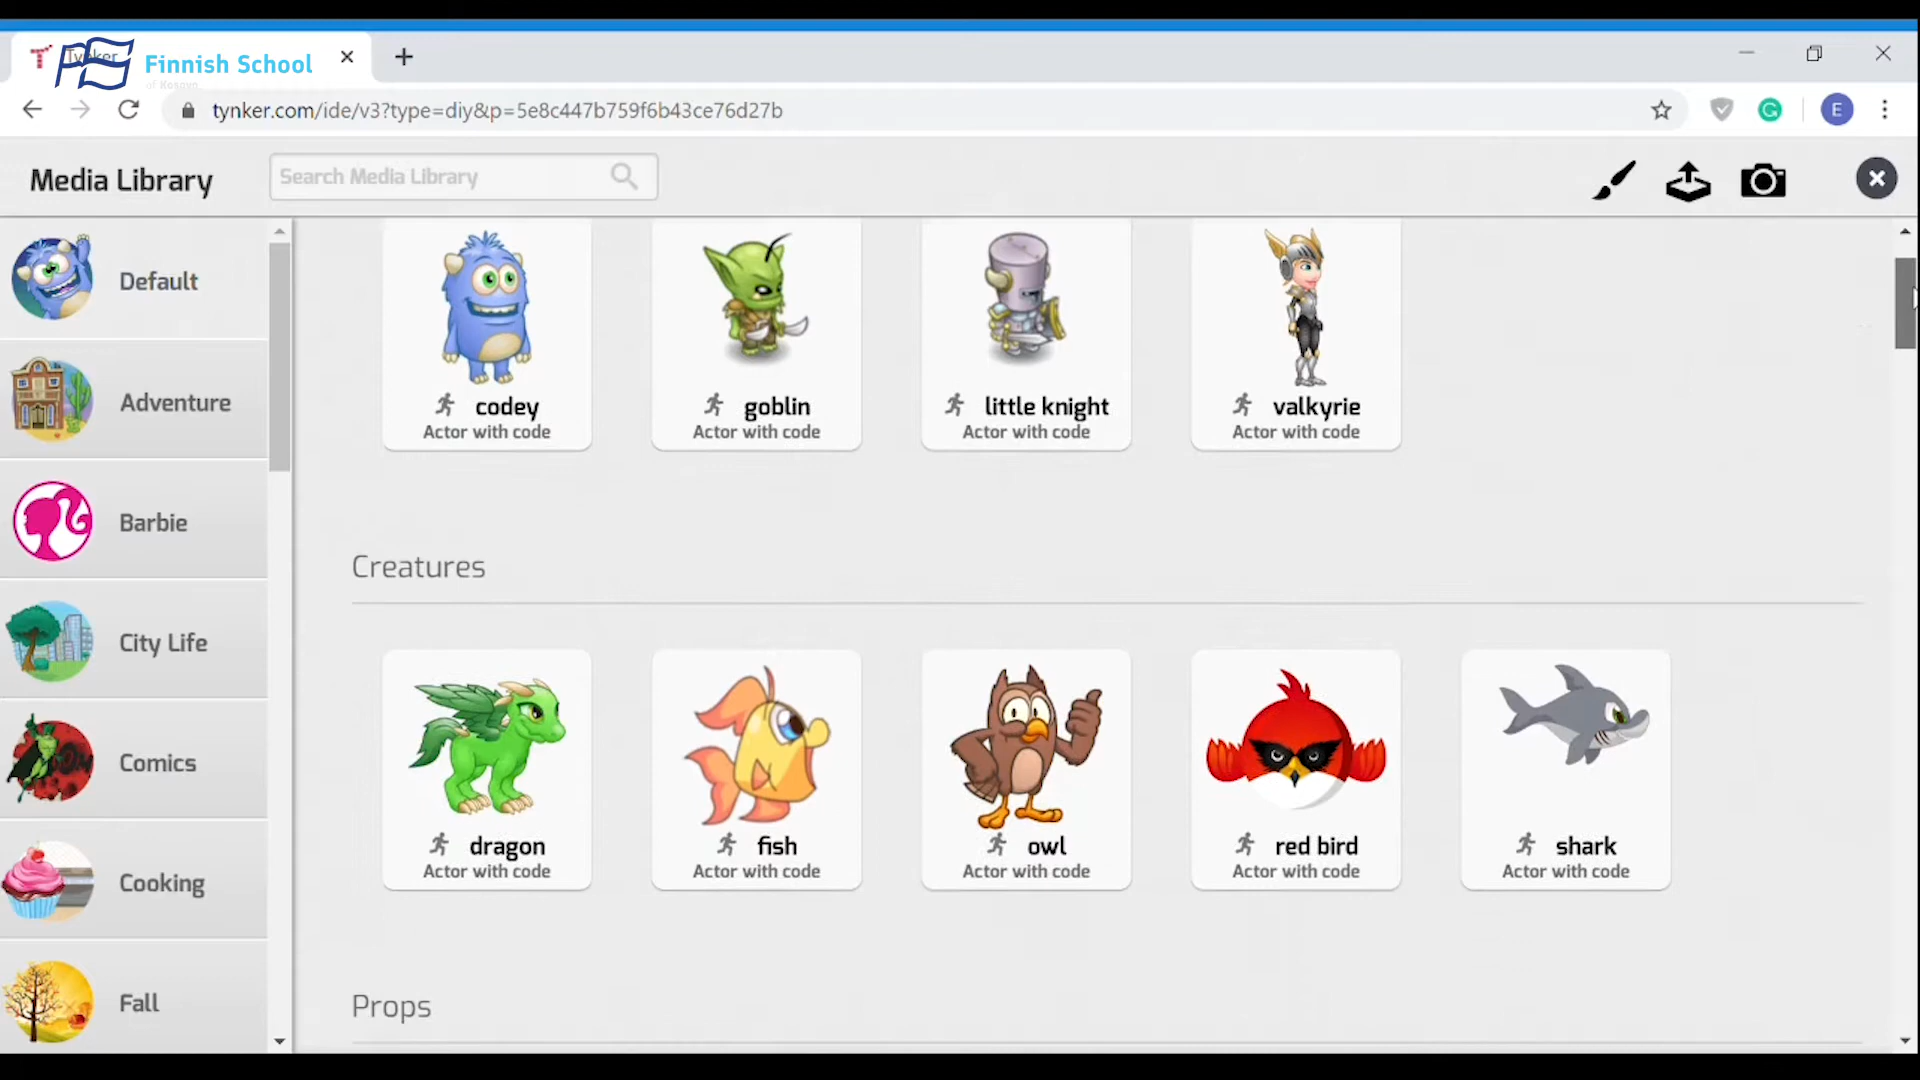 Tynker
Finnish School
of Kosovo
tynker.com/ide/v3?type=diy&p=5e8c447b759f6b43ce76d27b
E
Media Library
Search Media Library
Default
Adventure
Barbie
City Life
Comics
Cooking
Fall
codey
Actor with code
goblin
Actor with code
little knight
Actor with code
valkyrie
Actor with code
Creatures
dragon
Actor with code
fish
Actor with code
owl
Actor with code
red bird
Actor with code
shark
Actor with code
Props